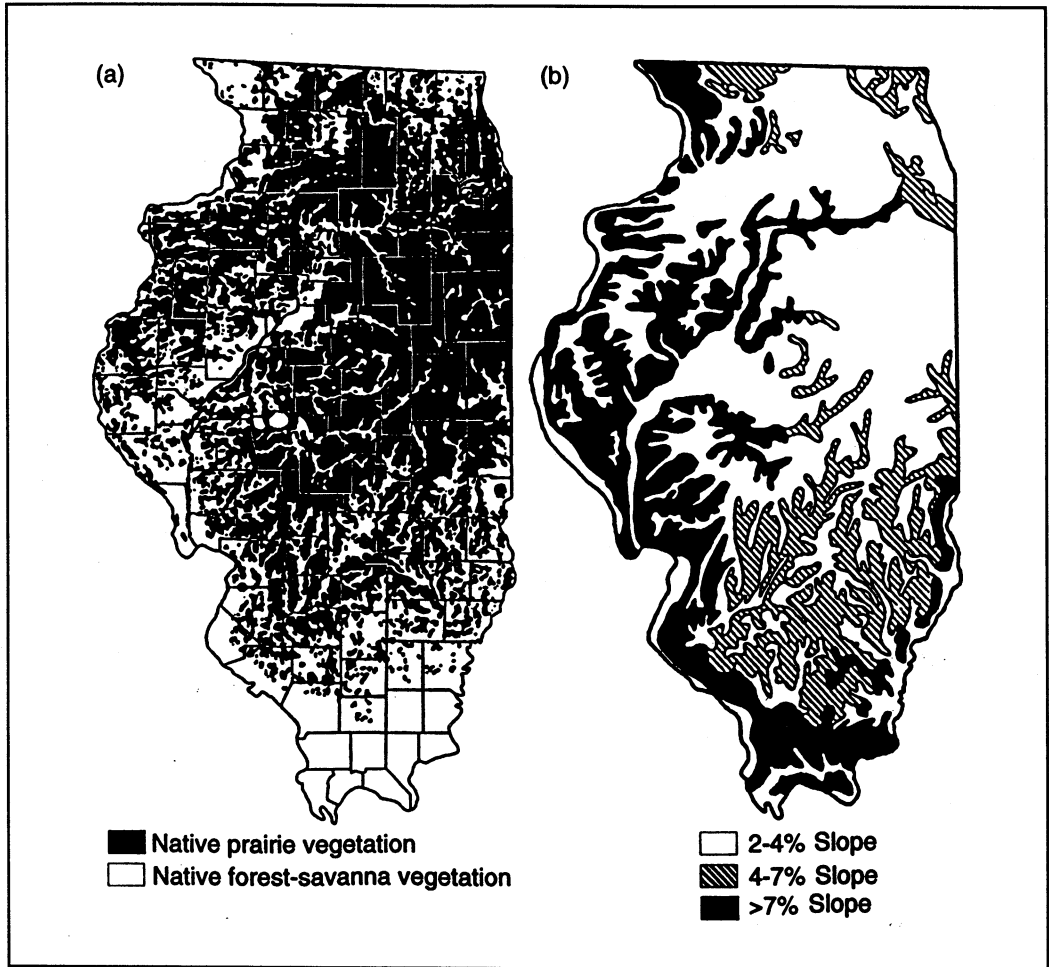 (a)
(b)
Native prairie vegetation
Native forest-savanna vegetation
2-4% Slope
4-7% Slope
>7% Slope